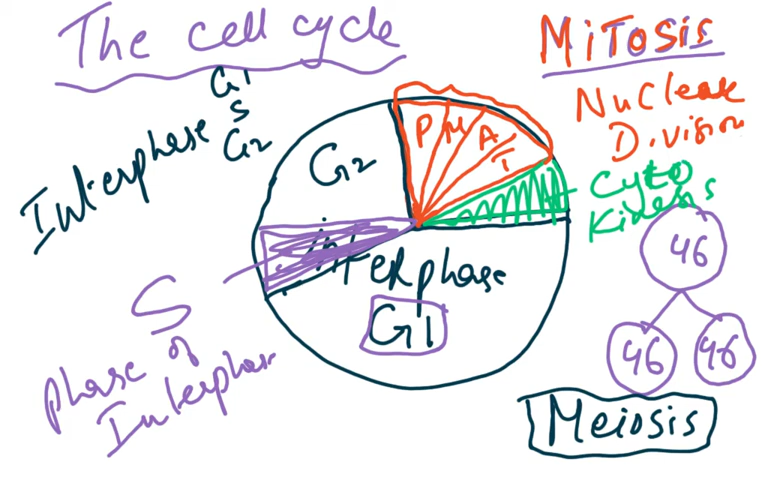 The cell cycle
MiTosis
Nuclear
Division
Interphase
G1
S
G2
P M A T
G2
Cyto
Kinesis
interphase
G1
S
phase of
Interphase
46
46 46
Meiosis